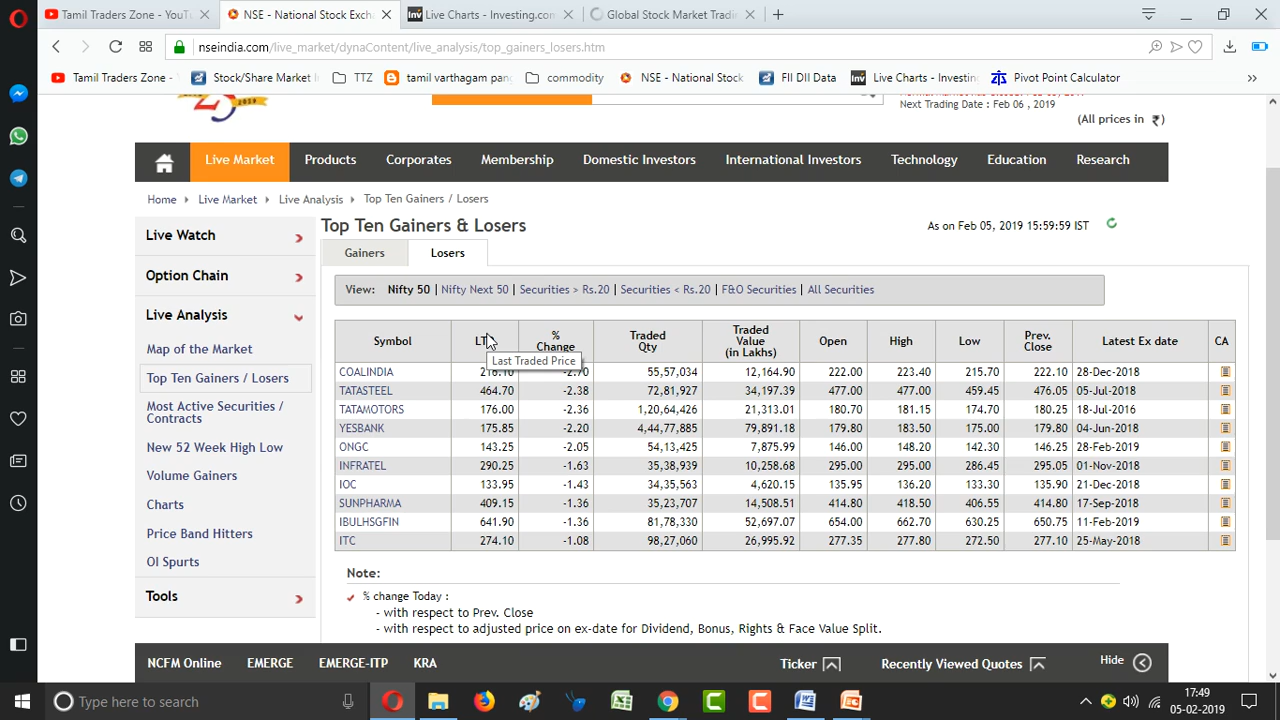 Tamil Traders Zone - YouTu
NSE - National Stock Excha
Live Charts - Investing.com
Global Stock Market Tradi
nseindia.com/live_market/dynaContent/live_analysis/top_gainers_losers.htm
Tamil Traders Zone -
Stock/Share Market
TTZ
tamil varthagam pan
commodity
NSE - National Stock
FII DII Data
Live Charts - Investin
Pivot Point Calculator
Next Trading Date : Feb 06 , 2019
(All prices in ₹)
Live Market Products Corporates Membership Domestic Investors International Investors Technology Education Research
Home Live Market Live Analysis Top Ten Gainers / Losers
Live Watch
Option Chain
Live Analysis
Map of the Market
Top Ten Gainers / Losers
Most Active Securities /
Contracts
New 52 Week High Low
Volume Gainers
Charts
Price Band Hitters
OI Spurts
Tools
Top Ten Gainers & Losers
As on Feb 05, 2019 15:59:59 IST
Gainers Losers
View: Nifty 50 | Nifty Next 50 | Securities > Rs.20 | Securities < Rs.20 | F&O Securities | All Securities
Symbol LT % Change Traded Qty Traded Value (in Lakhs) Open High Low Prev. Close Latest Ex date CA
Last Traded Price
COALINDIA 216.10 -2.70 55,57,034 12,164.90 222.00 223.40 215.70 222.10 28-Dec-2018
TATASTEEL 464.70 -2.38 72,81,927 34,197.39 477.00 477.00 459.45 476.05 05-Jul-2018
TATAMOTORS 176.00 -2.36 1,20,64,426 21,313.01 180.70 181.15 174.70 180.25 18-Jul-2016
YESBANK 175.85 -2.20 4,44,77,885 79,891.18 179.80 183.50 175.00 179.80 04-Jun-2018
ONGC 143.25 -2.05 54,13,425 7,875.99 146.00 148.20 142.30 146.25 28-Feb-2019
INFRATEL 290.25 -1.63 35,38,939 10,258.68 295.00 295.00 286.45 295.05 01-Nov-2018
IOC 133.95 -1.43 34,35,563 4,620.15 135.95 136.20 133.30 135.90 21-Dec-2018
SUNPHARMA 409.15 -1.36 35,23,707 14,508.51 414.80 418.50 406.55 414.80 17-Sep-2018
IBULHSGFIN 641.90 -1.36 81,78,330 52,697.07 654.00 662.70 630.25 650.75 11-Feb-2019
ITC 274.10 -1.08 98,27,060 26,995.92 277.35 277.80 272.50 277.10 25-May-2018
Note:
% change Today :
- with respect to Prev. Close
- with respect to adjusted price on ex-date for Dividend, Bonus, Rights & Face Value Split.
NCFM Online EMERGE EMERGE-ITP KRA Ticker Recently Viewed Quotes Hide
Type here to search
17:49
05-02-2019